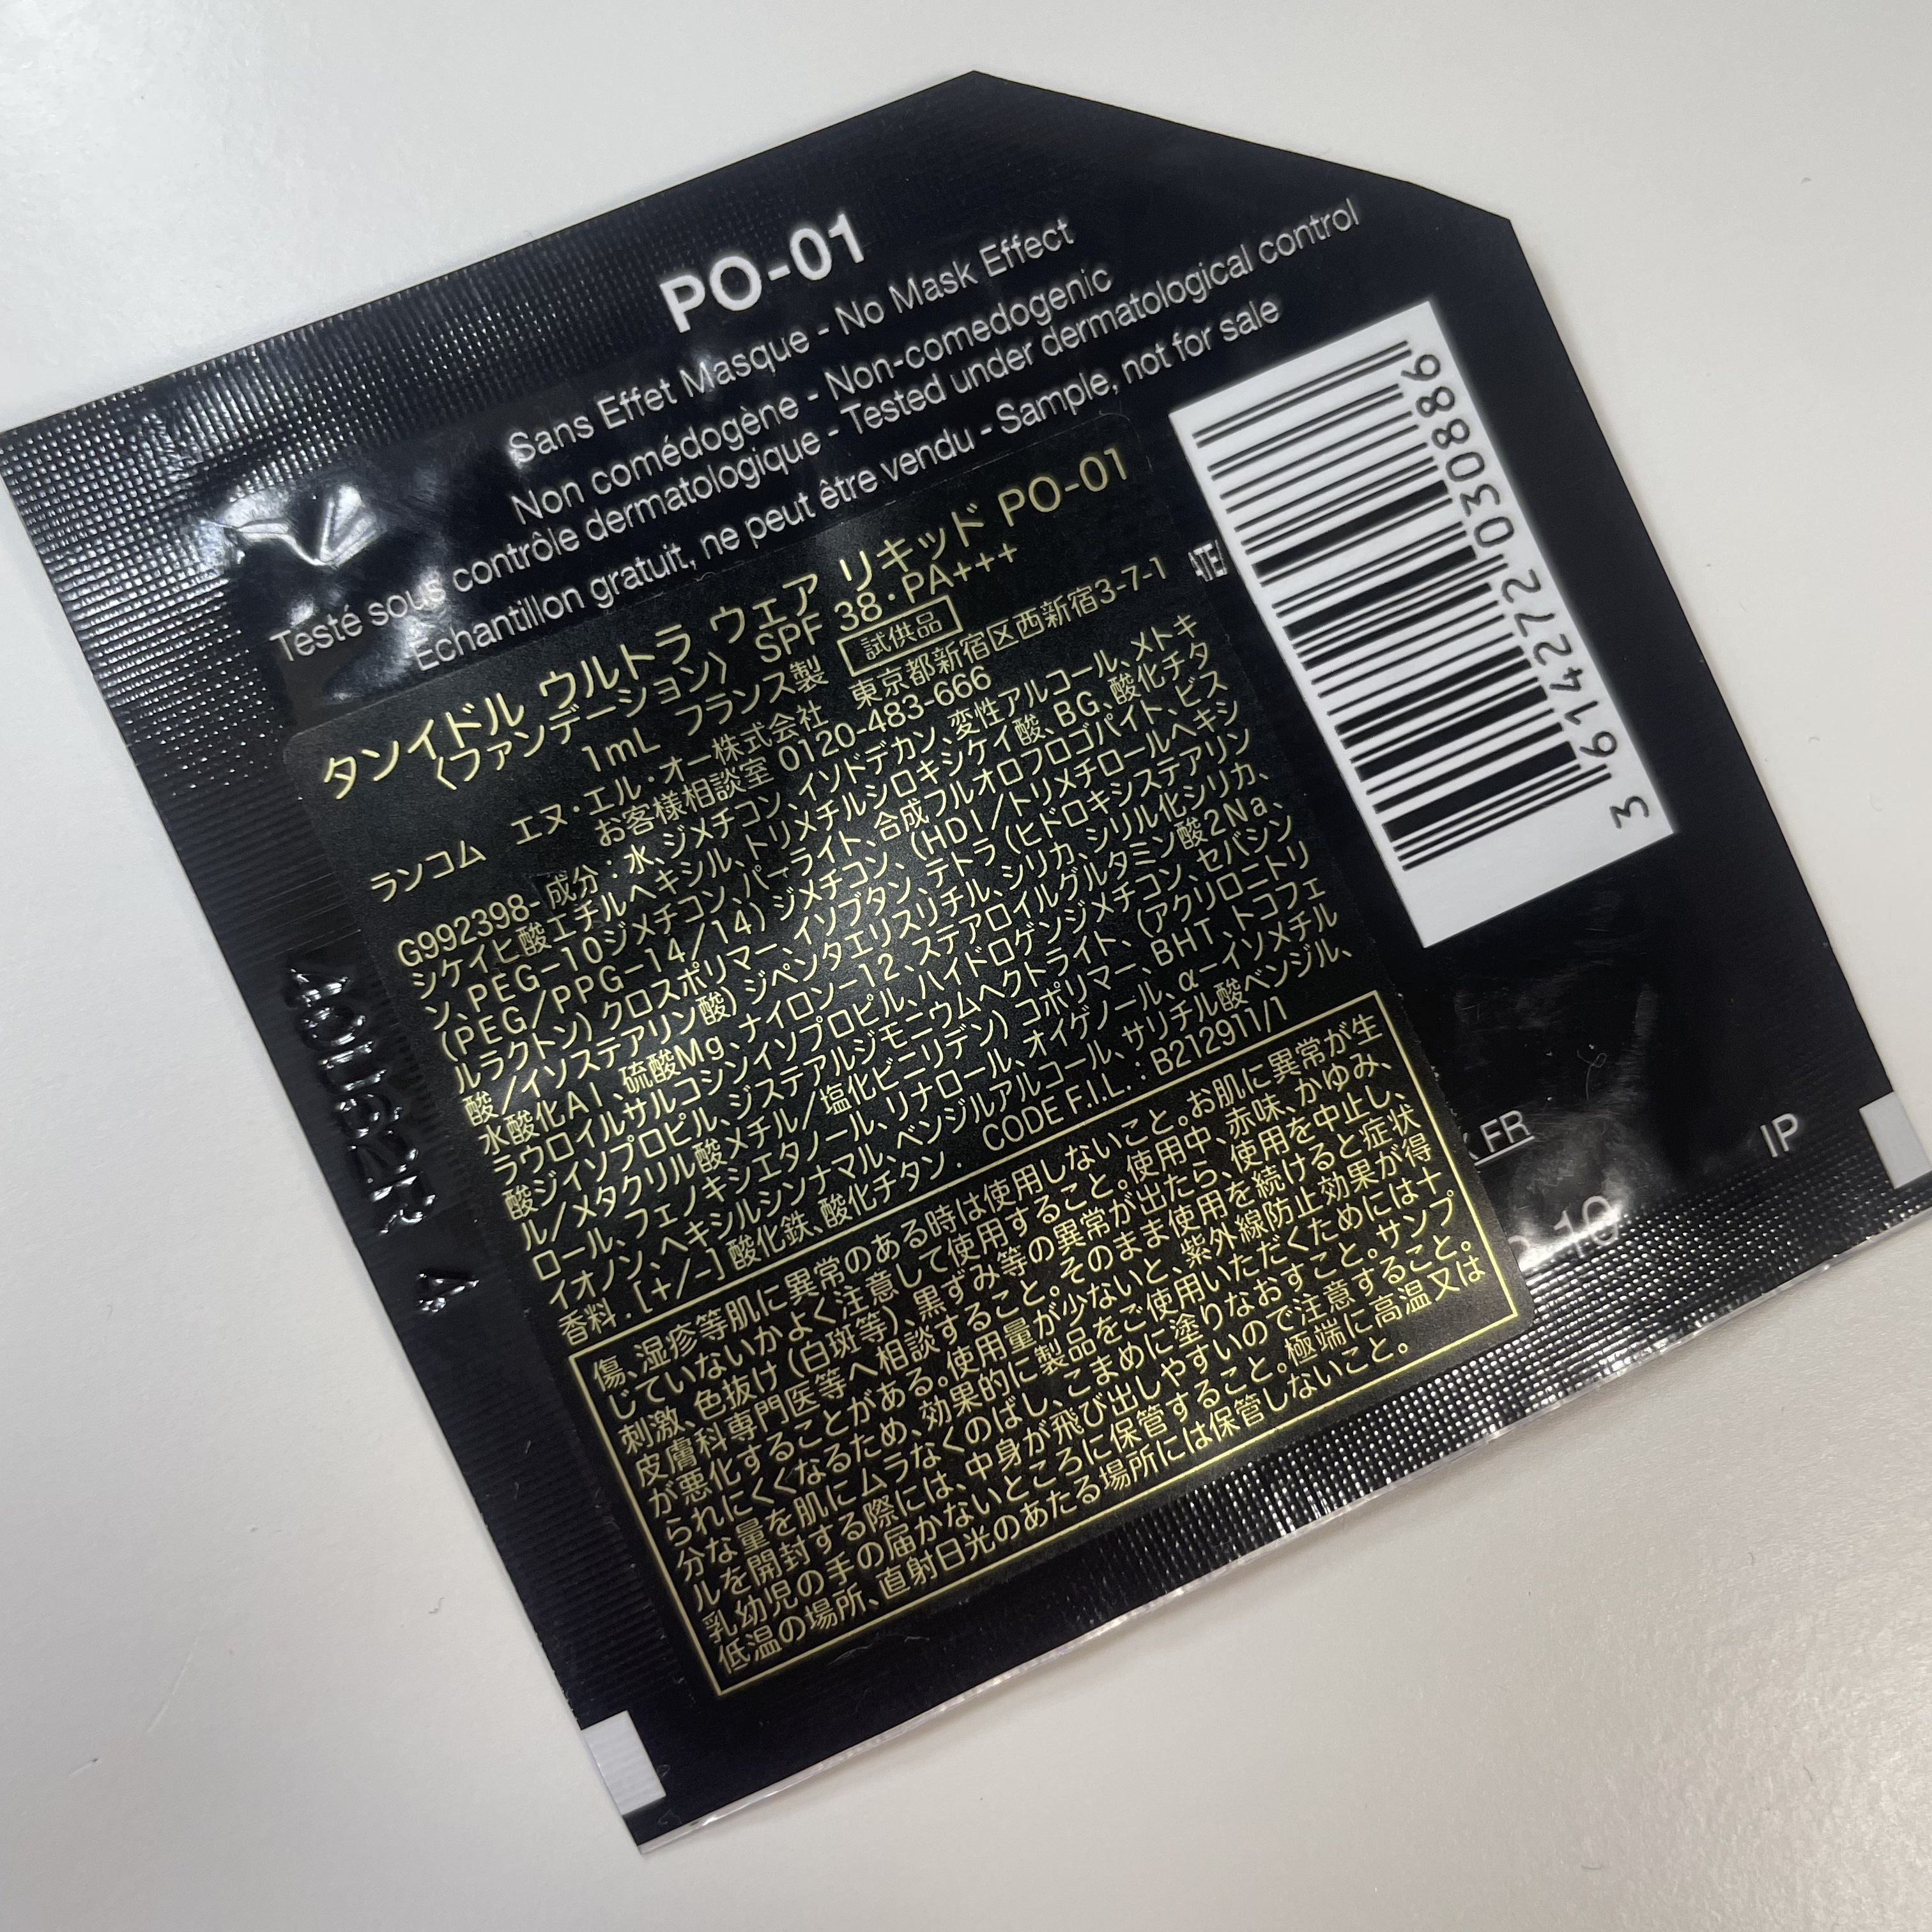 PO-01
Sans Effet Masque - No Mask Effect
Non comédogène - Non-comedogenic
Testé sous contrôle dermatologique - Tested under dermatological control
Echantillon gratuit, ne peut être vendu - Sample, not for sale
タンイドル ウルトラ ウェア リキッド PO-01
〈ファンデーション〉 SPF 38・PA+++
1mL フランス製 試供品
ランコム エヌ・エル・オー株式会社 東京都新宿区西新宿3-7-1
お客様相談室 0120-483-666
G992398-成分：水、ジメチコン、イソドデカン、変性アルコール、メトキ
シケイヒ酸エチルヘキシル、トリメチルシロキシケイ酸、BG、酸化チタ
ン、PEG-10ジメチコン、パーライト、合成フルオロフロゴパイト、ビス
(PEG/PPG-14/14)ジメチコン、(HDI/トリメチロールヘキシ
ルラクトン)クロスポリマー、イソブタン、テトラ(ヒドロキシステアリン
酸/イソステアリン酸)ジペンタエリスリチル、シリカ、シリル化シリカ、
水酸化Al、硫酸Mg、ナイロン-12、ステアロイルグルタミン酸2Na、
ラウロイルサルコシンイソプロピル、ハイドロゲンジメチコン、セバシン
酸ジイソプロピル、ジステアルジモニウムヘクトライト、(アクリロニトリ
ル/メタクリル酸メチル/塩化ビニリデン)コポリマー、BHT、トコフェ
ロール、フェノキシエタノール、リナロール、オイゲノール、α-イソメチル
イオノン、ヘキシルシンナマル、ベンジルアルコール、サリチル酸ベンジル、
香料. [+/-]酸化鉄、酸化チタン. CODE F.I.L. : B212911/1
傷、湿疹等肌に異常のある時は使用しないこと。お肌に異常が生
じていないかよく注意して使用すること。使用中、赤味、かゆみ、
刺激、色抜け(白斑等)、黒ずみ等の異常が出たら、使用を中止し、
皮膚科専門医等へ相談すること。そのまま使用を続けると症状
が悪化することがある。使用量が少ないと、紫外線防止効果が得
られにくくなるため、効果的に製品をご使用いただくためには十
分な量を肌にムラなくのばし、こまめに塗りなおすこと。サンプ
ルを開封する際には、中身が飛び出しやすいので注意すること。
乳幼児の手の届かないところに保管すること。極端に高温又は
低温の場所、直射日光のあたる場所には保管しないこと。
3 614272 030886
FR
IP
10